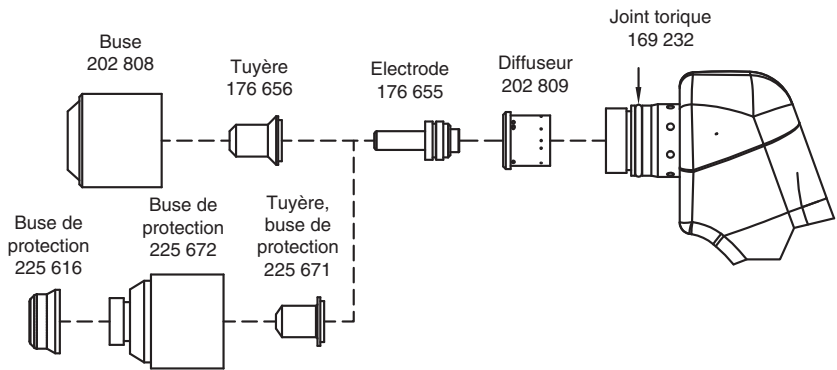 Buse
202 808
Tuyère
176 656
Electrode
176 655
Diffuseur
202 809
Joint torique
169 232
Buse de
protection
225 616
Buse de
protection
225 672
Tuyère,
buse de
protection
225 671